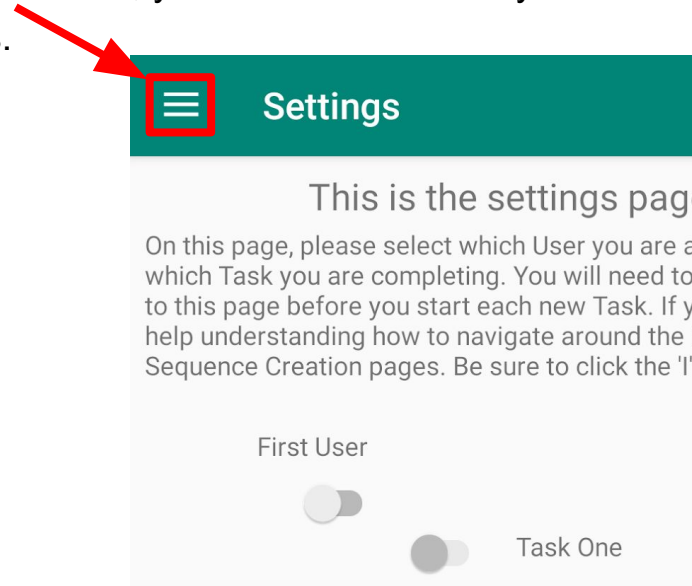 Settings
This is the settings pag
On this page, please select which User you are a
which Task you are completing. You will need to
to this page before you start each new Task. If y
help understanding how to navigate around the
Sequence Creation pages. Be sure to click the 'I'
First User
Task One